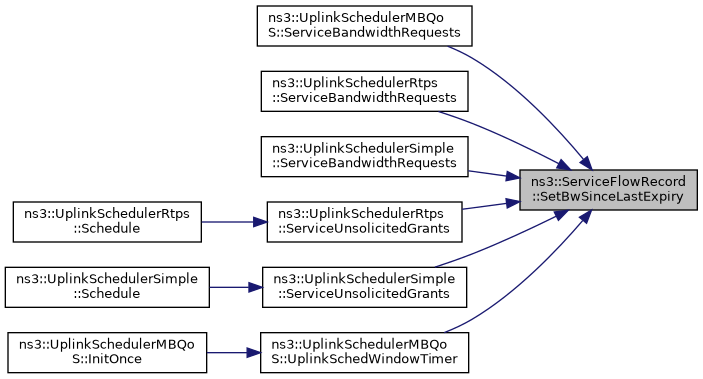 ns3::UplinkSchedulerMBQo
S::ServiceBandwidthRequests
ns3::UplinkSchedulerRtps
::ServiceBandwidthRequests
ns3::UplinkSchedulerSimple
::ServiceBandwidthRequests
ns3::ServiceFlowRecord
::SetBwSinceLastExpiry
ns3::UplinkSchedulerRtps
::Schedule
ns3::UplinkSchedulerRtps
::ServiceUnsolicitedGrants
ns3::UplinkSchedulerSimple
::Schedule
ns3::UplinkSchedulerSimple
::ServiceUnsolicitedGrants
ns3::UplinkSchedulerMBQo
S::InitOnce
ns3::UplinkSchedulerMBQo
S::UplinkSchedWindowTimer